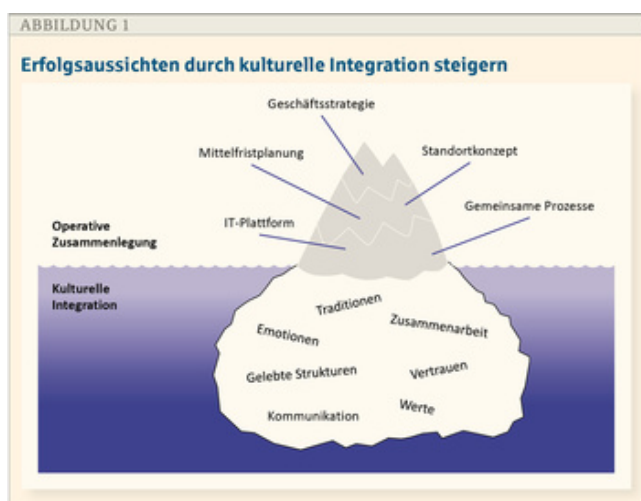 ABBILDUNG 1
Erfolgsaussichten durch kulturelle Integration steigern
Geschäftsstrategie
Mittelfristplanung
Standortkonzept
Gemeinsame Prozesse
IT-Plattform
Operative
Zusammenlegung
Kulturelle
Integration
Traditionen
Emotionen
Zusammenarbeit
Gelebte Strukturen
Vertrauen
Kommunikation
Werte